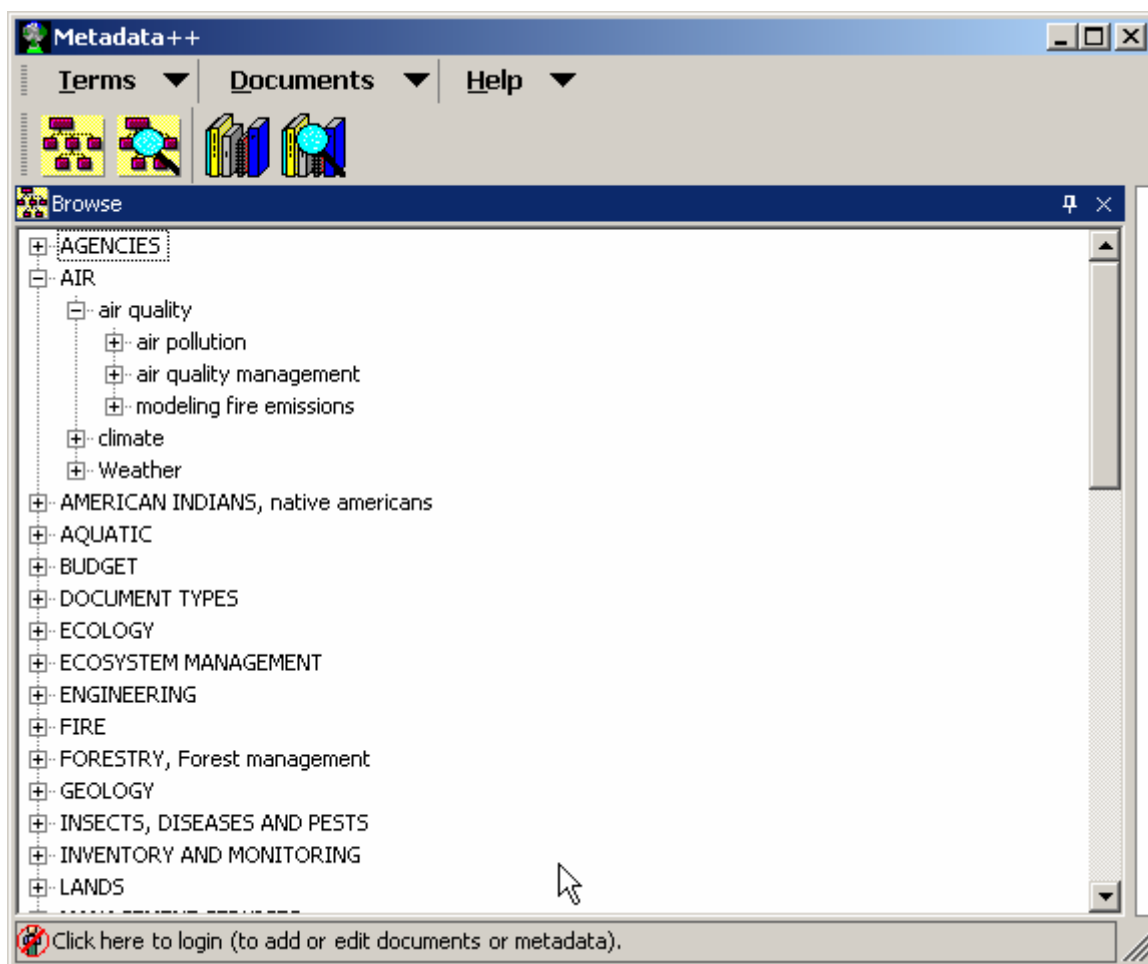 Metadata++
Terms Documents Help
Browse
AGENCIES
AIR
air quality
air pollution
air quality management
modeling fire emissions
climate
Weather
AMERICAN INDIANS, native americans
AQUATIC
BUDGET
DOCUMENT TYPES
ECOLOGY
ECOSYSTEM MANAGEMENT
ENGINEERING
FIRE
FORESTRY, Forest management
GEOLOGY
INSECTS, DISEASES AND PESTS
INVENTORY AND MONITORING
LANDS
Click here to login (to add or edit documents or metadata).